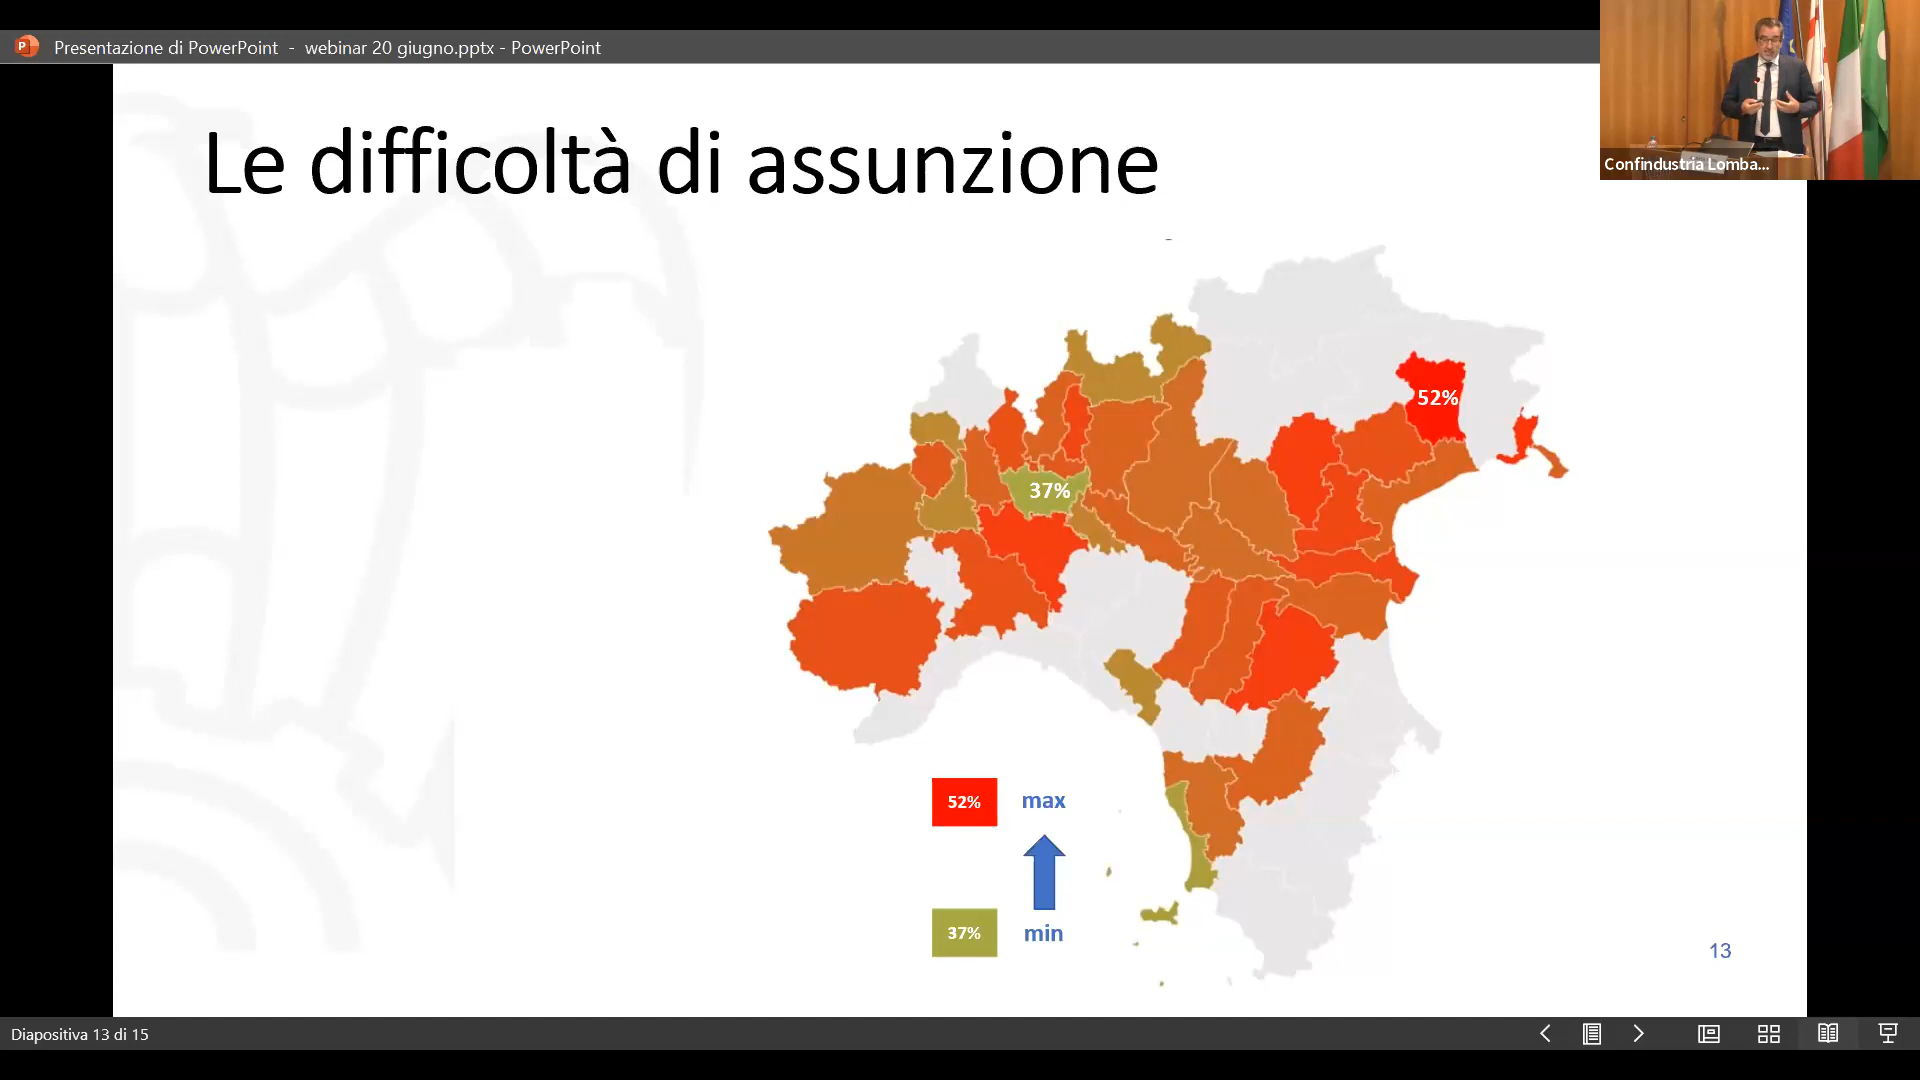 Presentazione di PowerPoint - webinar 20 giugno.pptx - PowerPoint
Confindustria Lomba...
Le difficoltà di assunzione
52%
37%
52% max
37% min
13
Diapositiva 13 di 15